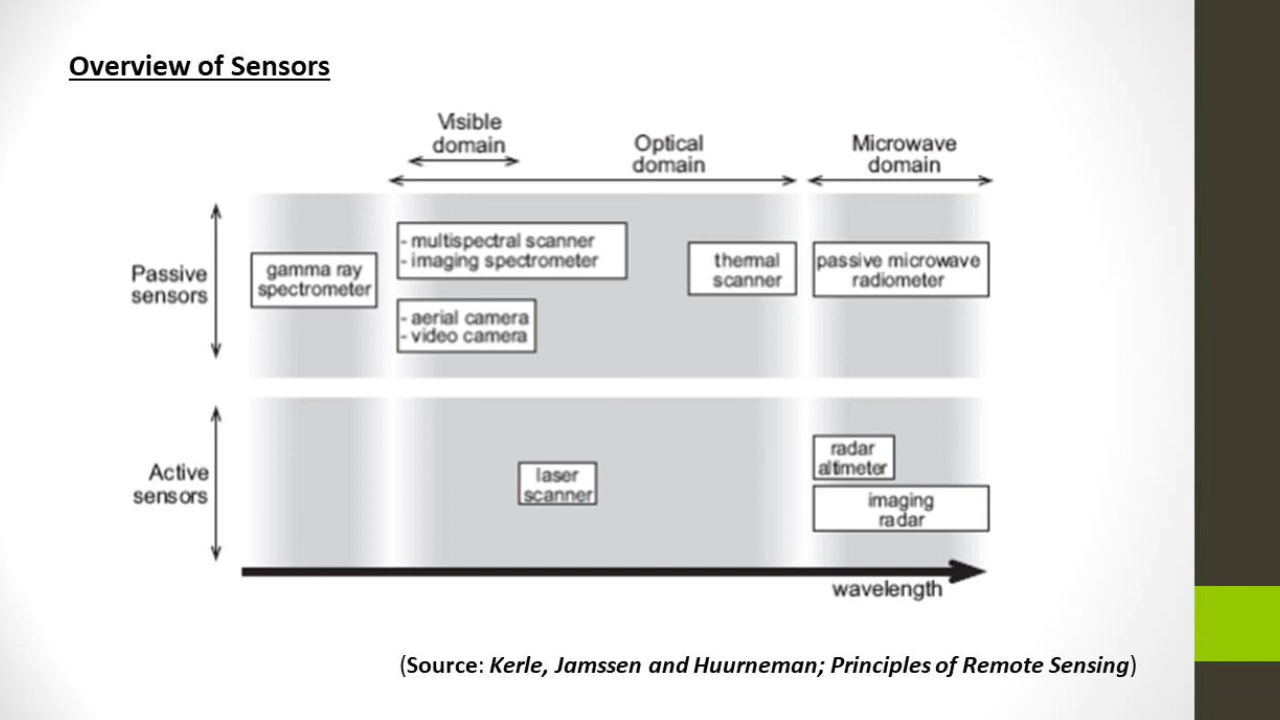 Overview of Sensors
Visible
domain
Optical
domain
Microwave
domain
Passive
sensors
gamma ray
spectrometer
- multispectral scanner
- imaging spectrometer
- aerial camera
- video camera
thermal
scanner
passive microwave
radiometer
Active
sensors
laser
scanner
radar
altimeter
imaging
radar
wavelength
(Source: Kerle, Jamssen and Huurneman; Principles of Remote Sensing)